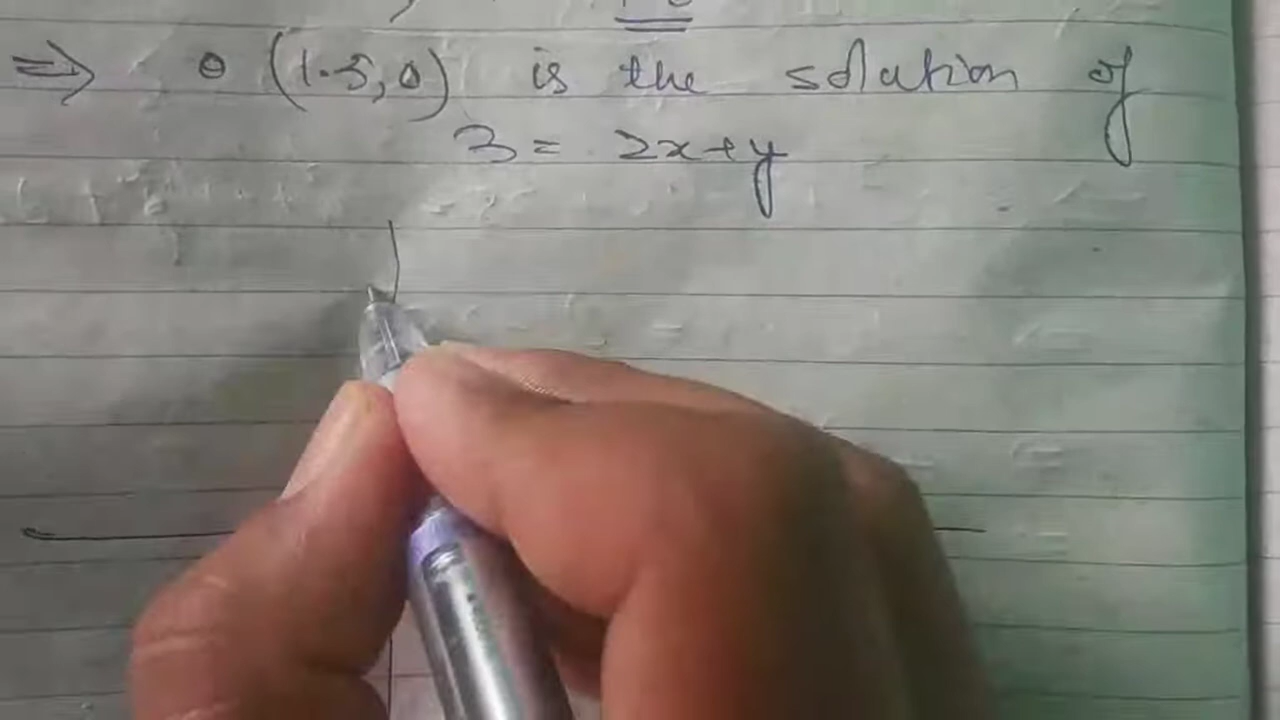 ⇒ (1.5, 0) is the solution of
3 = 2x+y